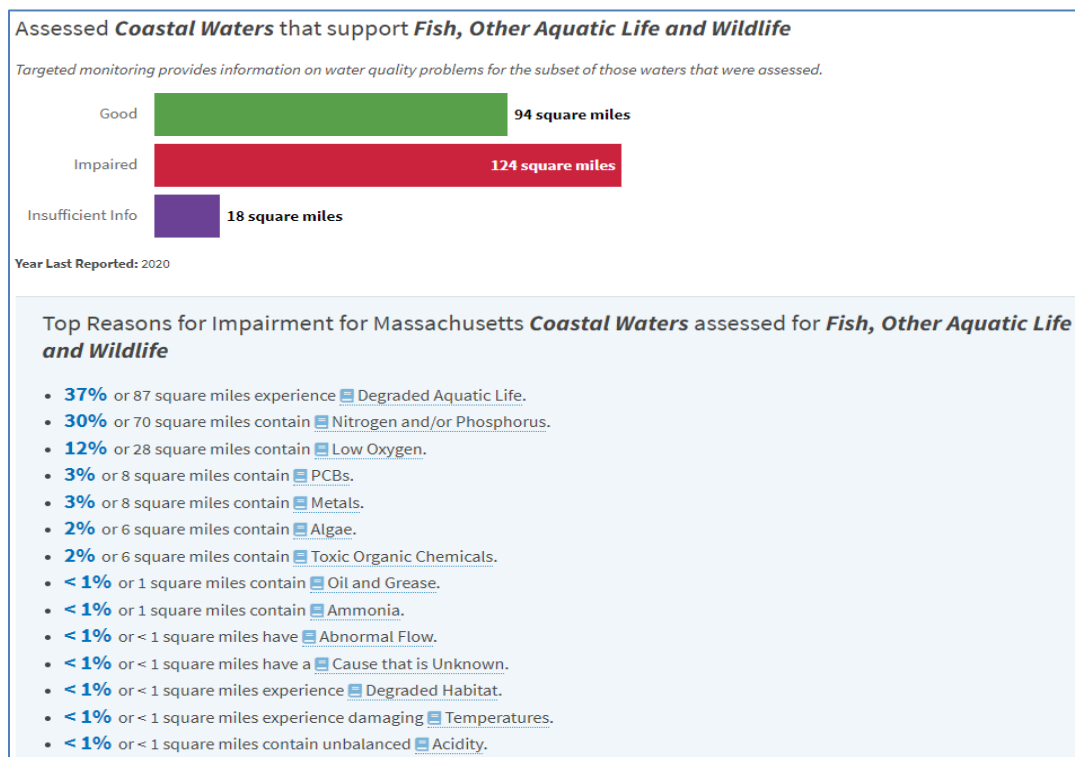 Assessed Coastal Waters that support Fish, Other Aquatic Life and Wildlife
Targeted monitoring provides information on water quality problems for the subset of those waters that were assessed.
Good
94 square miles
Impaired
124 square miles
Insufficient Info
18 square miles
Year Last Reported: 2020
Top Reasons for Impairment for Massachusetts Coastal Waters assessed for Fish, Other Aquatic Life
and Wildlife
• 37% or 87 square miles experience Degraded Aquatic Life.
• 30% or 70 square miles contain Nitrogen and/or Phosphorus.
• 12% or 28 square miles contain Low Oxygen.
• 3% or 8 square miles contain PCBs.
• 3% or 8 square miles contain Metals.
• 2% or 6 square miles contain Algae.
• 2% or 6 square miles contain Toxic Organic Chemicals.
• < 1% or 1 square miles contain Oil and Grease.
• < 1% or 1 square miles contain Ammonia.
• < 1% or < 1 square miles have Abnormal Flow.
• < 1% or < 1 square miles have a Cause that is Unknown.
• < 1% or < 1 square miles experience Degraded Habitat.
• < 1% or < 1 square miles experience damaging Temperatures.
• < 1% or < 1 square miles contain unbalanced Acidity.